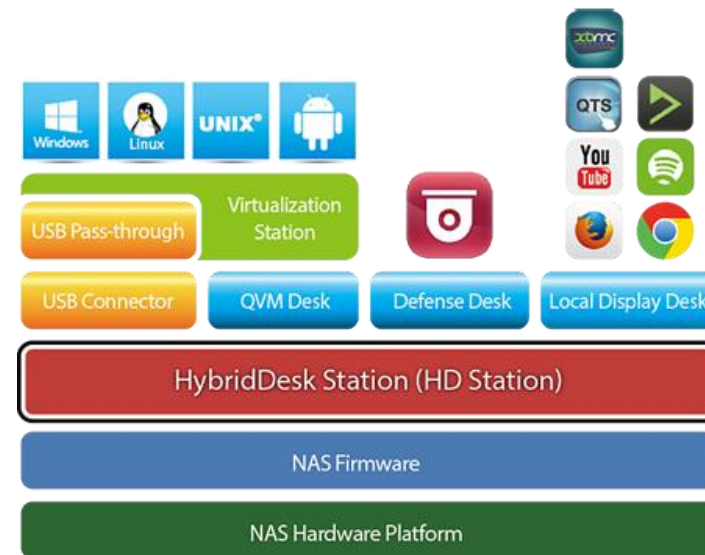 xbmc
QTS
Windows
Linux
UNIX®
You
Tube
Virtualization
Station
USB Pass-through
USB Connector
QVM Desk
Defense Desk
Local Display Desk
HybridDesk Station (HD Station)
NAS Firmware
NAS Hardware Platform